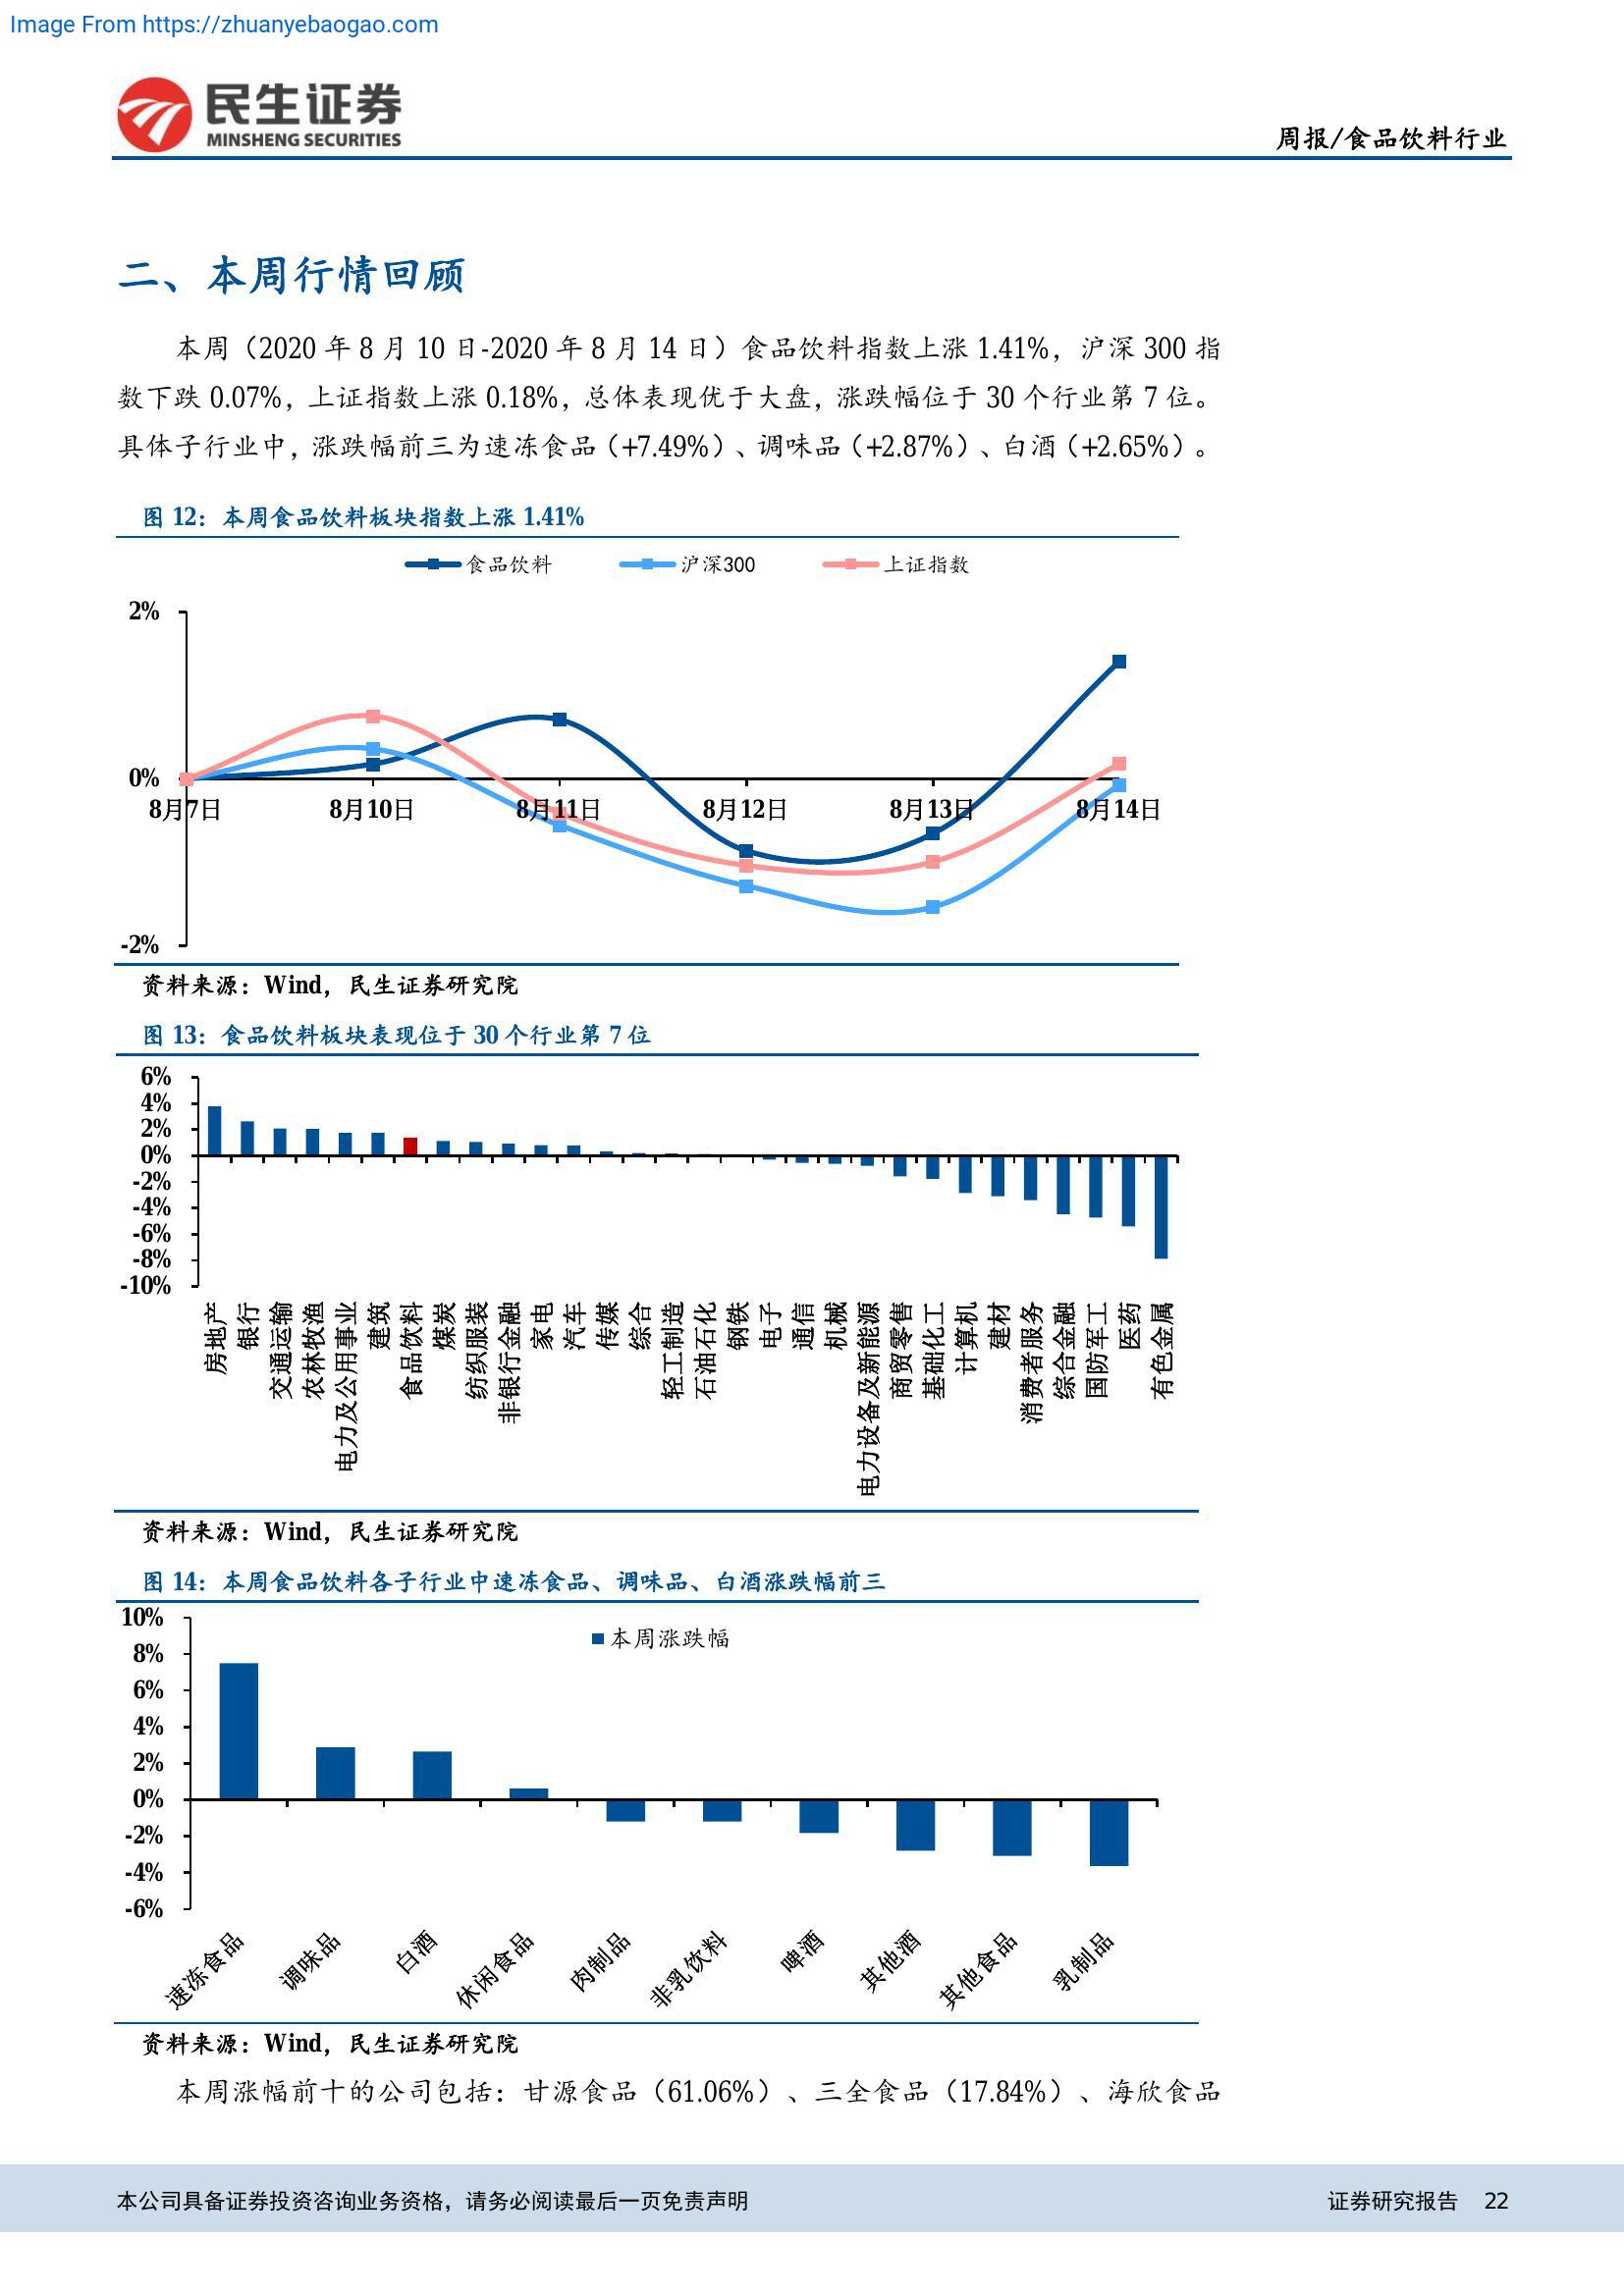 Image From https://zhuanyebaogao.com
民生证券
MINSHENG SECURITIES
周报/食品饮料行业
二、本周行情回顾
本周（2020 年 8 月 10 日-2020 年 8 月 14 日）食品饮料指数上涨 1.41%，沪深 300 指
数下跌 0.07%，上证指数上涨 0.18%，总体表现优于大盘，涨跌幅位于 30 个行业第 7 位。
具体子行业中，涨跌幅前三为速冻食品（+7.49%）、调味品（+2.87%）、白酒（+2.65%）。
图 12：本周食品饮料板块指数上涨 1.41%
食品饮料 沪深300 上证指数
2%
0%
8月7日 8月10日 8月11日 8月12日 8月13日 8月14日
-2%
资料来源：Wind，民生证券研究院
图 13：食品饮料板块表现位于 30 个行业第 7 位
6%
4%
2%
0%
-2%
-4%
-6%
-8%
-10%
房地产
银行
交通运输
农林牧渔
电力及公用事业
建筑
食品饮料
煤炭
纺织服装
非银行金融
家电
汽车
传媒
综合
轻工制造
石油石化
钢铁
电子
通信
机械
电力设备及新能源
商贸零售
基础化工
计算机
建材
消费者服务
综合金融
国防军工
医药
有色金属
资料来源：Wind，民生证券研究院
图 14：本周食品饮料各子行业中速冻食品、调味品、白酒涨跌幅前三
本周涨跌幅
10%
8%
6%
4%
2%
0%
-2%
-4%
-6%
速冻食品
调味品
白酒
休闲食品
肉制品
非乳饮料
啤酒
其他酒
其他食品
乳制品
资料来源：Wind，民生证券研究院
本周涨幅前十的公司包括：甘源食品（61.06%）、三全食品（17.84%）、海欣食品
本公司具备证券投资咨询业务资格，请务必阅读最后一页免责声明
证券研究报告 22